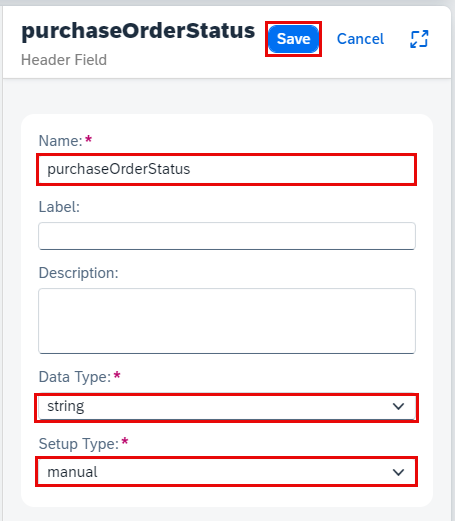 purchaseOrderStatus
Save
Cancel
Header Field
Name:*
purchaseOrderStatus
Label:
Description:
Data Type:*
string
Setup Type:*
manual